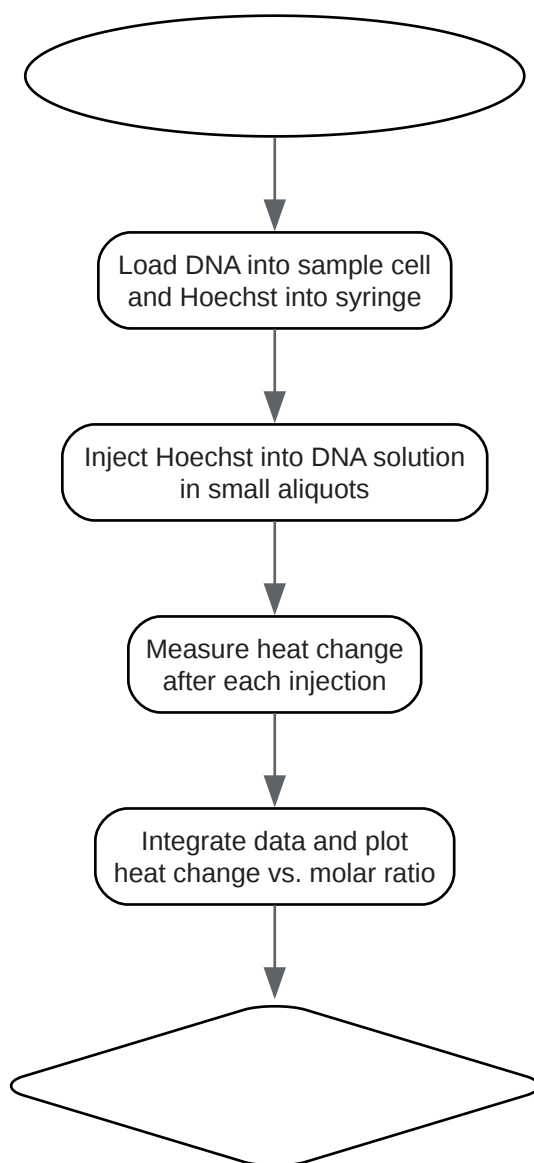 Load DNA into sample cell
and Hoechst into syringe
Inject Hoechst into DNA solution
in small aliquots
Measure heat change
after each injection
Integrate data and plot
heat change vs. molar ratio